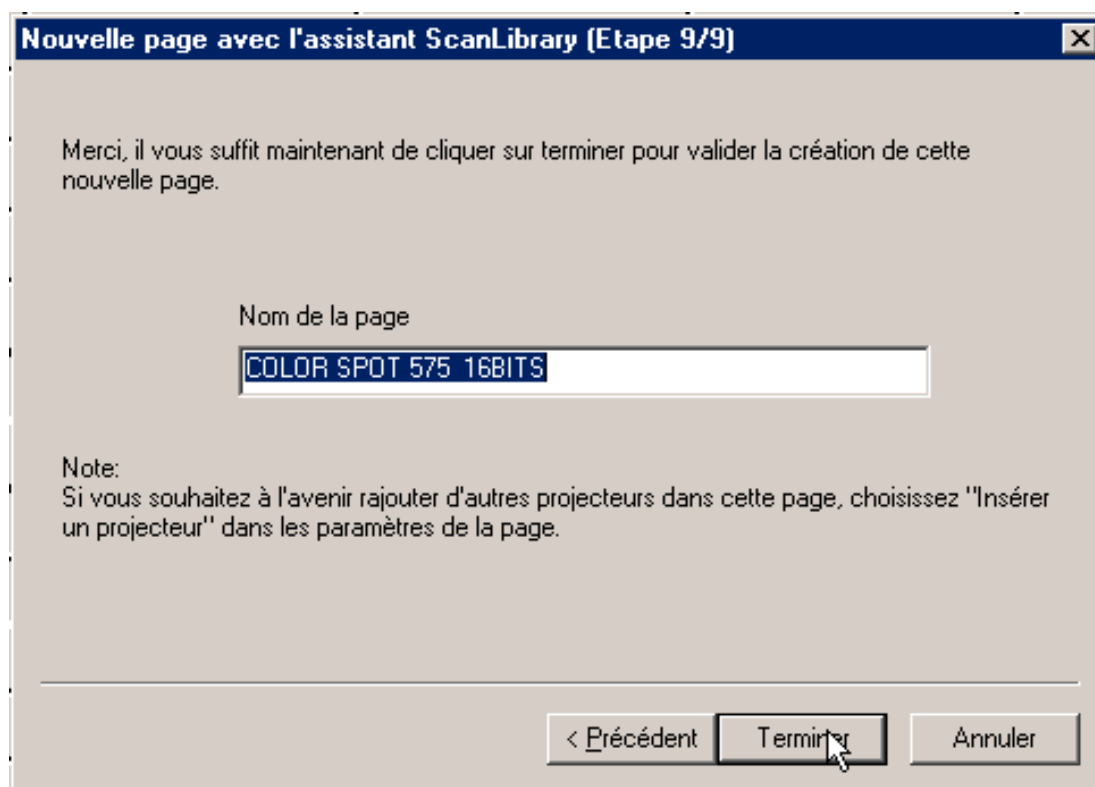 Nouvelle page avec l'assistant ScanLibrary (Etape 9/9)
Merci, il vous suffit maintenant de cliquer sur terminer pour valider la création de cette
nouvelle page.
Nom de la page
COLOR SPOT 575  16BITS
Note:
Si vous souhaitez à l'avenir rajouter d'autres projecteurs dans cette page, choisissez "Insérer
un projecteur" dans les paramètres de la page.
< Précédent
Terminer
Annuler